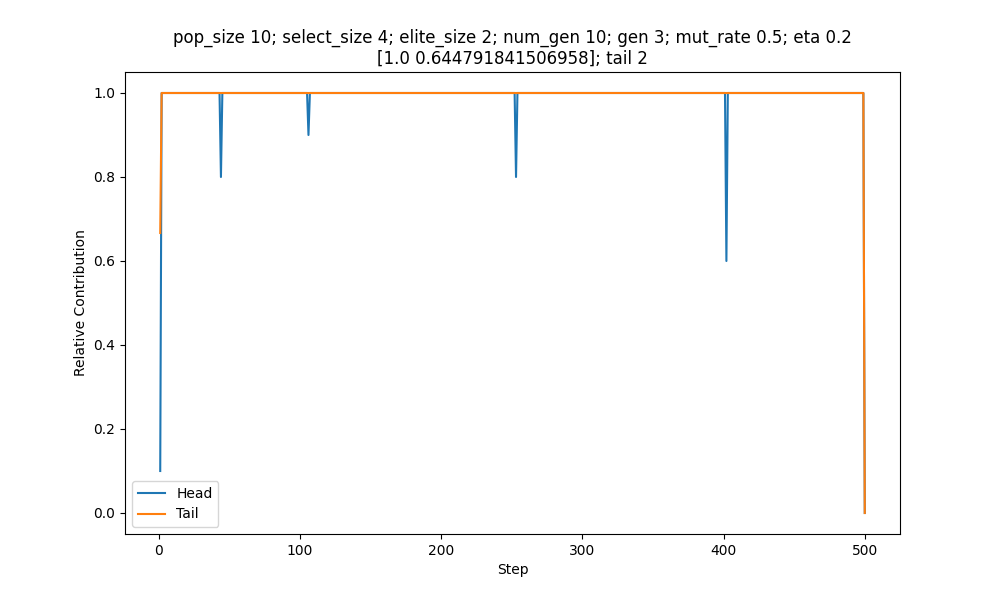 pop_size 10; select_size 4; elite_size 2; num_gen 10; gen 3; mut_rate 0.5; eta 0.2
[1.0 0.644791841506958]; tail 2
1.0
0.8
0.6
0.4
0.2
0.0
Relative Contribution
Head
Tail
0 100 200 300 400 500
Step